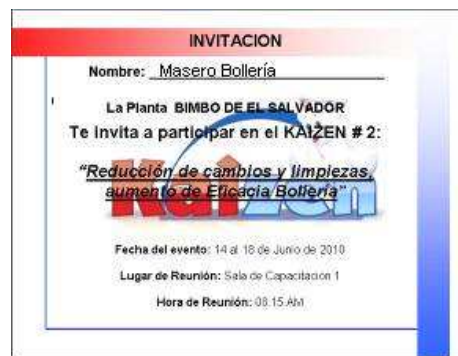 INVITACION
Nombre: Masero Bollería
La Planta BIMBO DE EL SALVADOR
Te invita a participar en el KAIZEN # 2:
"Reducción de cambios y limpiezas,
aumento de Eficacia Bollería"
Kaizen
Fecha del evento: 14 al 18 de Junio de 2010
Lugar de Reunión: Sala de Capacitacion 1
Hora de Reunión: 08:15 AM